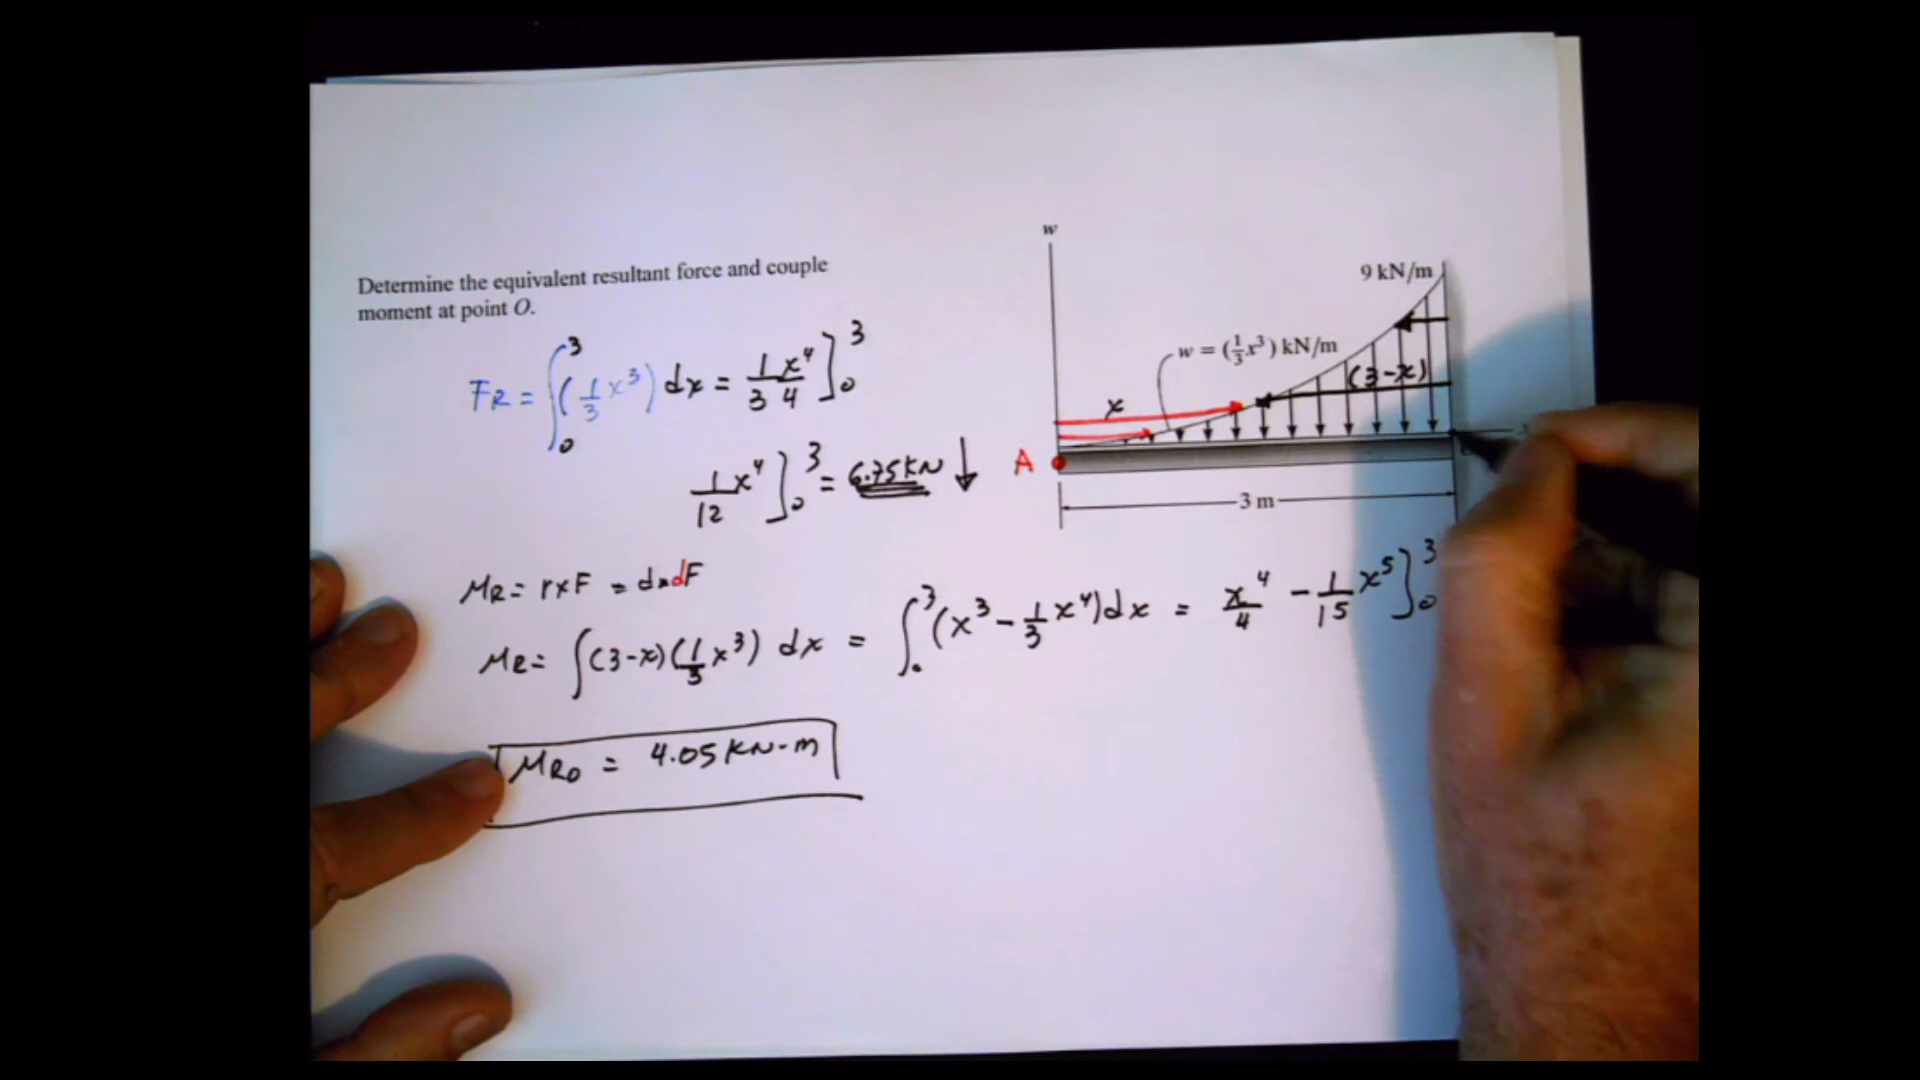 Determine the equivalent resultant force and couple
moment at point O.
FR = ∫₀³ (1/3 x³) dx = 1/3 x⁴/4 ]₀³
1/12 x⁴ ]₀³ = 6.75 KN ↓
w
9 kN/m
w = (1/3 x³) kN/m
(3-x)
x
A
3 m
MR = r x F = d x dF
MR = ∫(3-x)(1/3 x³) dx = ∫₀³ (x³ - 1/3 x⁴) dx = x⁴/4 - 1/15 x⁵ ]₀³
MRO = 4.05 KN-m